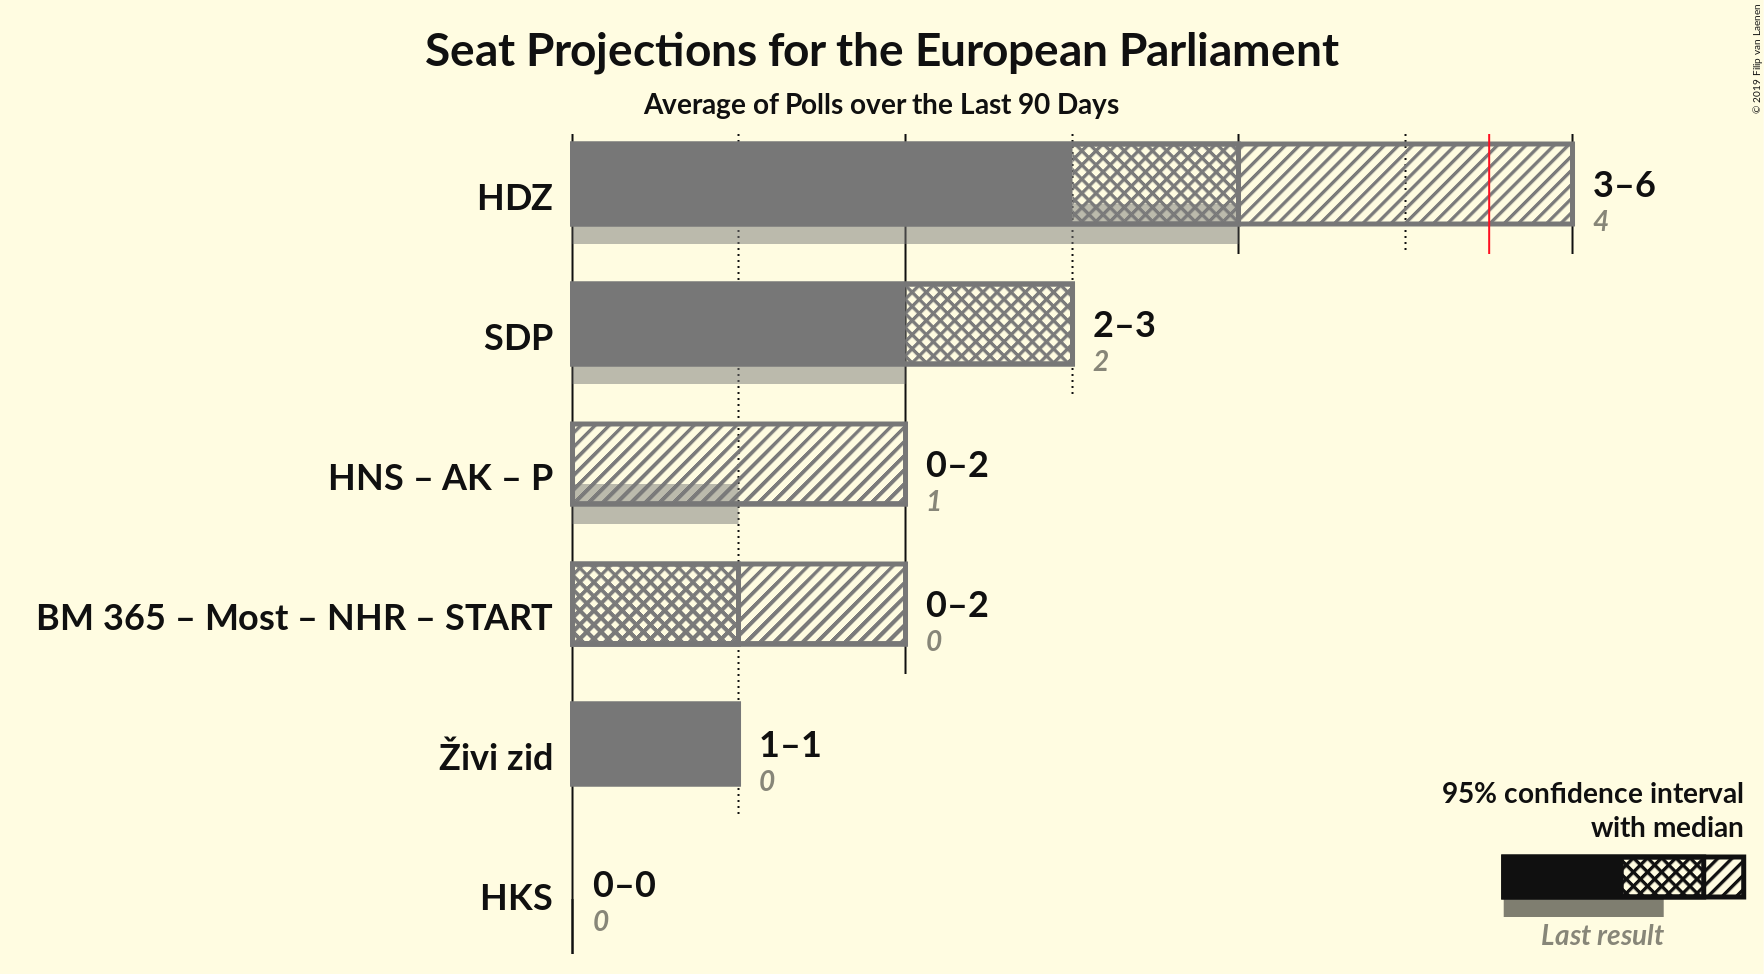 Seat Projections for the European Parliament
Average of Polls over the Last 90 Days
© 2019 Filip van Laenen
HDZ
3–6
4
SDP
2–3
2
HNS – AK – P
0–2
1
BM 365 – Most – NHR – START
0–2
0
Živi zid
1–1
0
HKS
0–0
0
95% confidence interval
with median
Last result